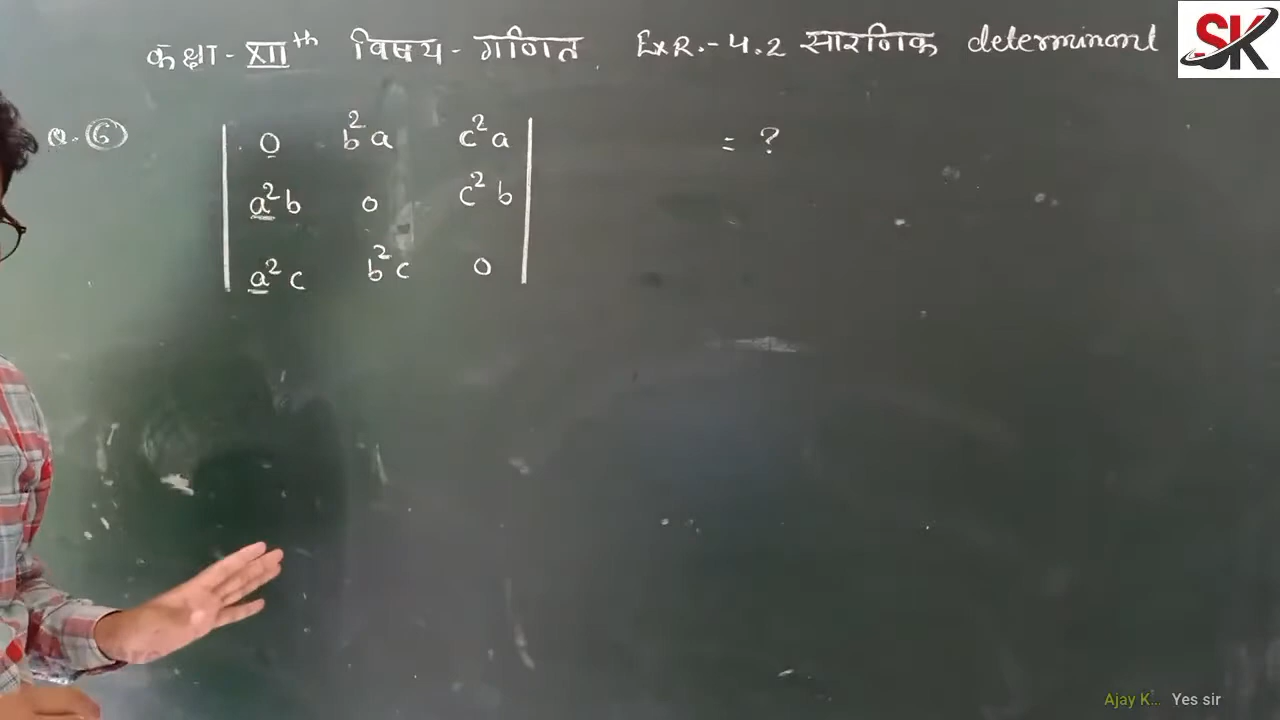 कक्षा - XIIth विषय - गणित Ex R. - 4.2 सारणिक determinant
SK
Q. 6 | 0 b²a c²a | = ?
| a²b 0 c²b |
| a²c b²c 0 |
Ajay K... Yes sir